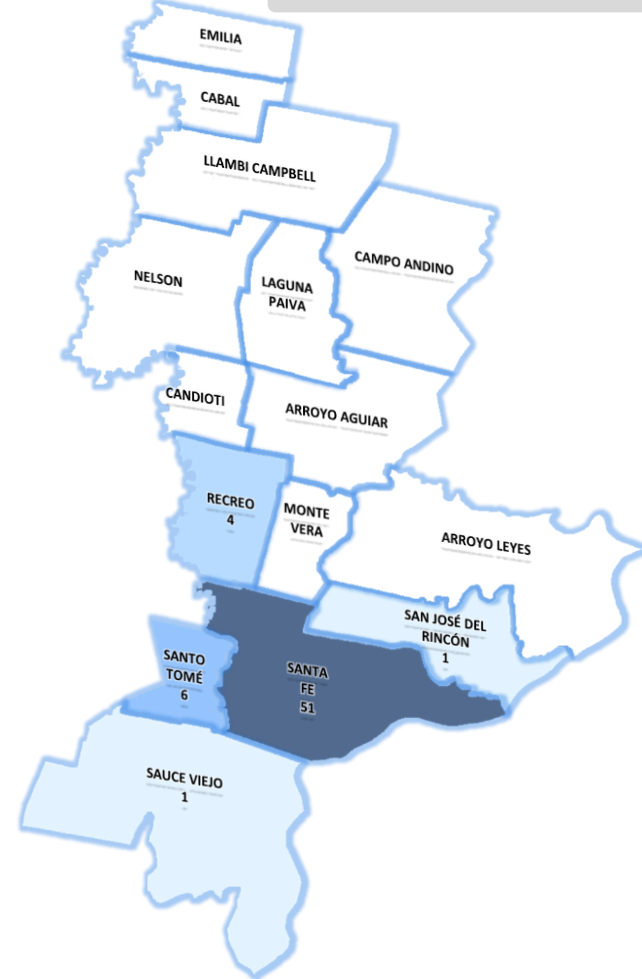 EMILIA
CABAL
LLAMBI CAMPBELL
CAMPO ANDINO
NELSON
LAGUNA
PAIVA
CANDIOTI
ARROYO AGUIAR
RECREO
4
MONTE
VERA
ARROYO LEYES
SAN JOSÉ DEL
RINCÓN
1
SANTO
TOMÉ
6
SANTA
FE
51
SAUCE VIEJO
1